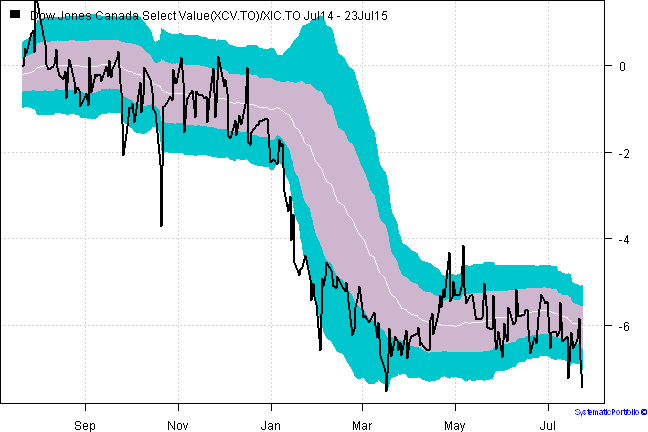 Dow Jones Canada Select Value(XCV.TO)/XIC.TO Jul14 - 23Jul15
0
-2
-4
-6
Sep Nov Jan Mar May Jul
SystematicPortfolio ©